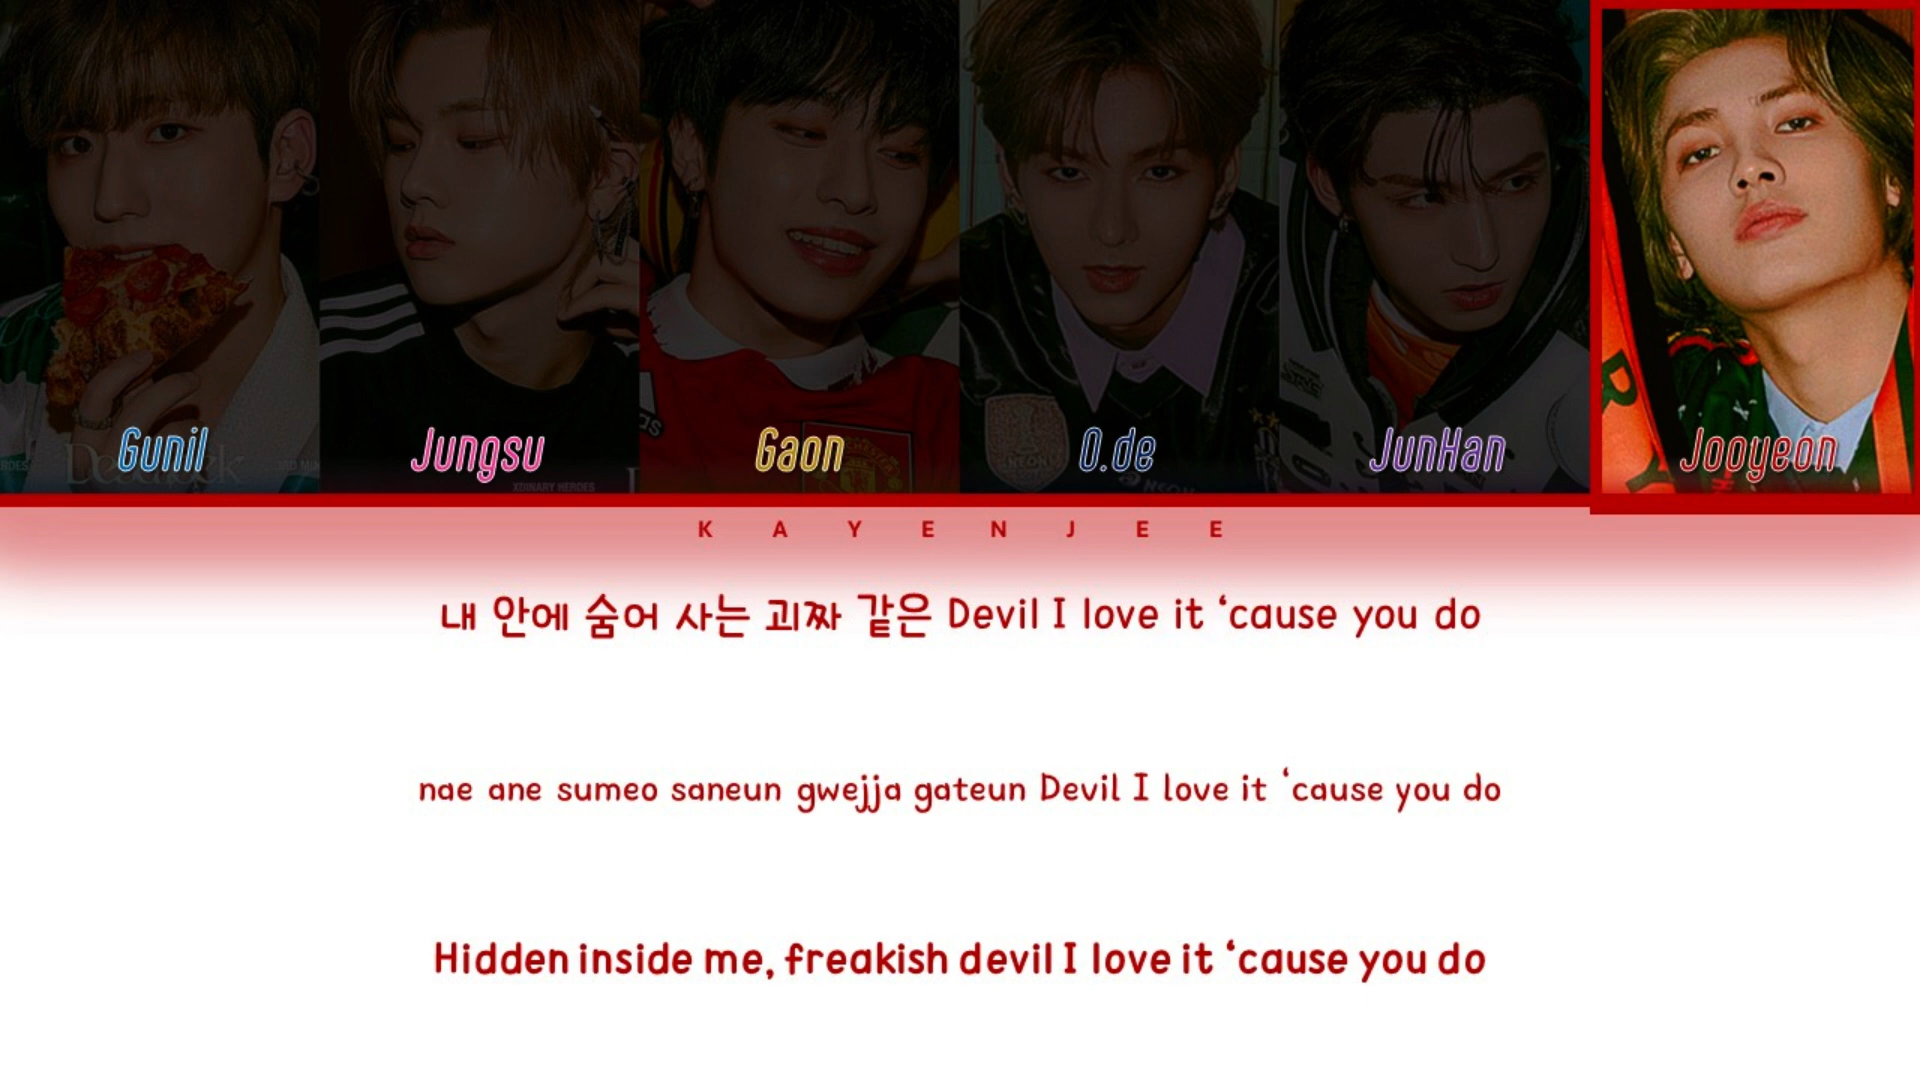 Gunil
Jungsu
Gaon
O.de
JunHan
Jooyeon
XDINARY HEROES
K A Y E N J E E
내 안에 숨어 사는 괴짜 같은 Devil I love it ‘cause you do
nae ane sumeo saneun gwejja gateun Devil I love it ‘cause you do
Hidden inside me, freakish devil I love it ‘cause you do